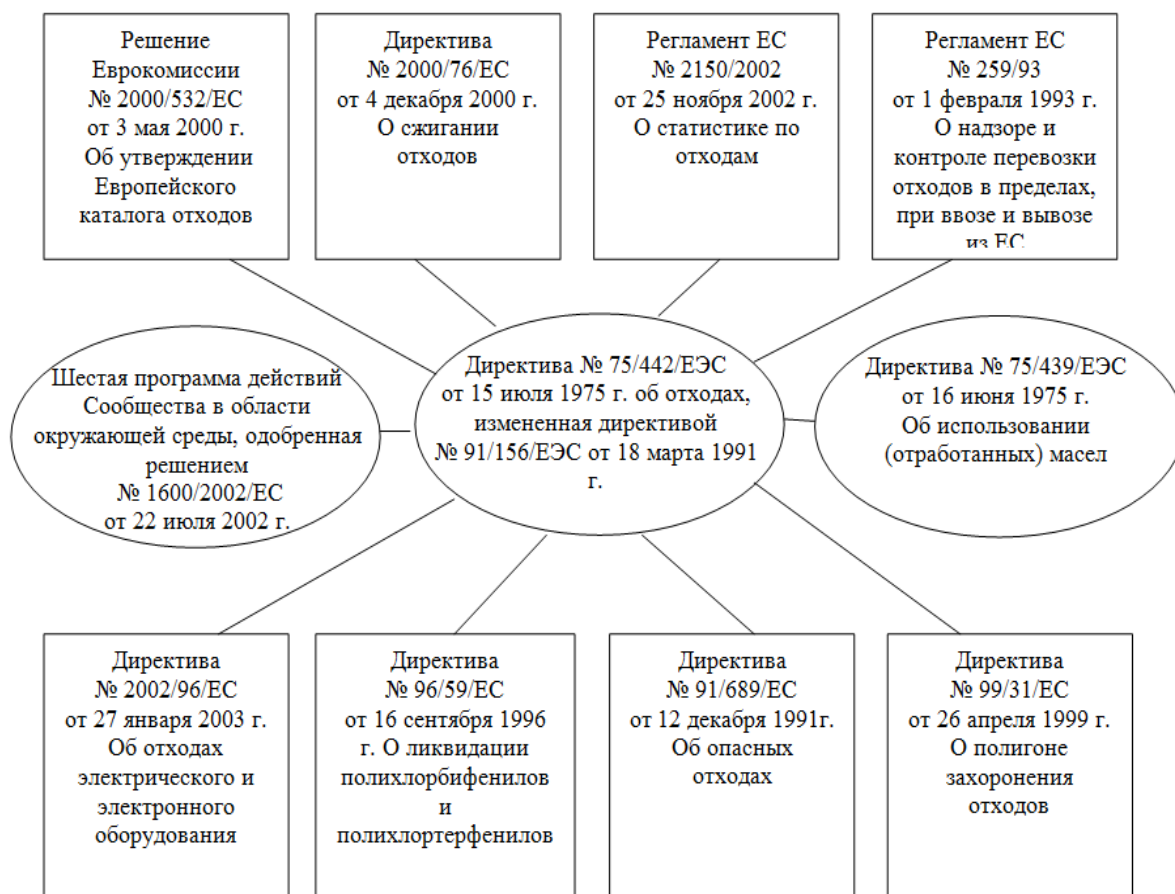 Решение
Еврокомиссии
№ 2000/532/ЕС
от 3 мая 2000 г.
Об утверждении
Европейского
каталога отходов
Директива
№ 2000/76/ЕС
от 4 декабря 2000 г.
О сжигании
отходов
Регламент ЕС
№ 2150/2002
от 25 ноября 2002 г.
О статистике по
отходам
Регламент ЕС
№ 259/93
от 1 февраля 1993 г.
О надзоре и
контроле перевозки
отходов в пределах,
при ввозе и вывозе
из ЕС
Шестая программа действий
Сообщества в области
окружающей среды, одобренная
решением
№ 1600/2002/ЕС
от 22 июля 2002 г.
Директива № 75/442/ЕЭС
от 15 июля 1975 г. об отходах,
измененная директивой
№ 91/156/ЕЭС от 18 марта 1991
г.
Директива № 75/439/ЕЭС
от 16 июня 1975 г.
Об использовании
(отработанных) масел
Директива
№ 2002/96/ЕС
от 27 января 2003 г.
Об отходах
электрического и
электронного
оборудования
Директива
№ 96/59/ЕС
от 16 сентября 1996
г. О ликвидации
полихлорбифенилов
и
полихлортерфенилов
Директива
№ 91/689/ЕС
от 12 декабря 1991г.
Об опасных
отходах
Директива
№ 99/31/ЕС
от 26 апреля 1999 г.
О полигоне
захоронения
отходов